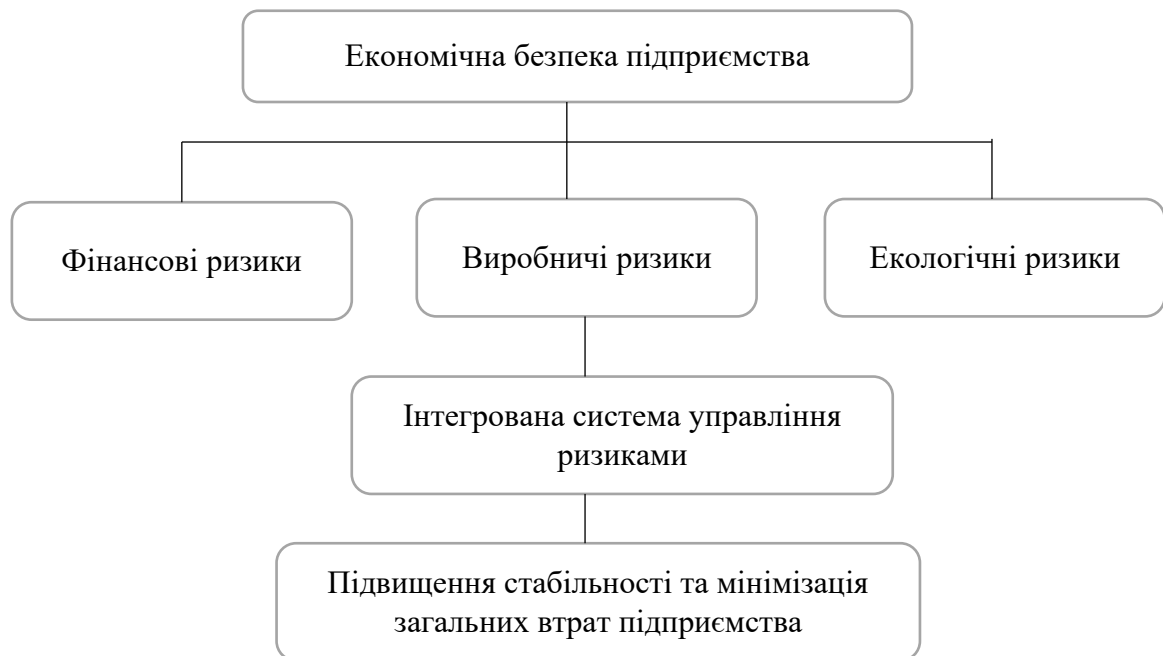 Економічна безпека підприємства
Фінансові ризики
Виробничі ризики
Екологічні ризики
Інтегрована система управління
ризиками
Підвищення стабільності та мінімізація
загальних втрат підприємства